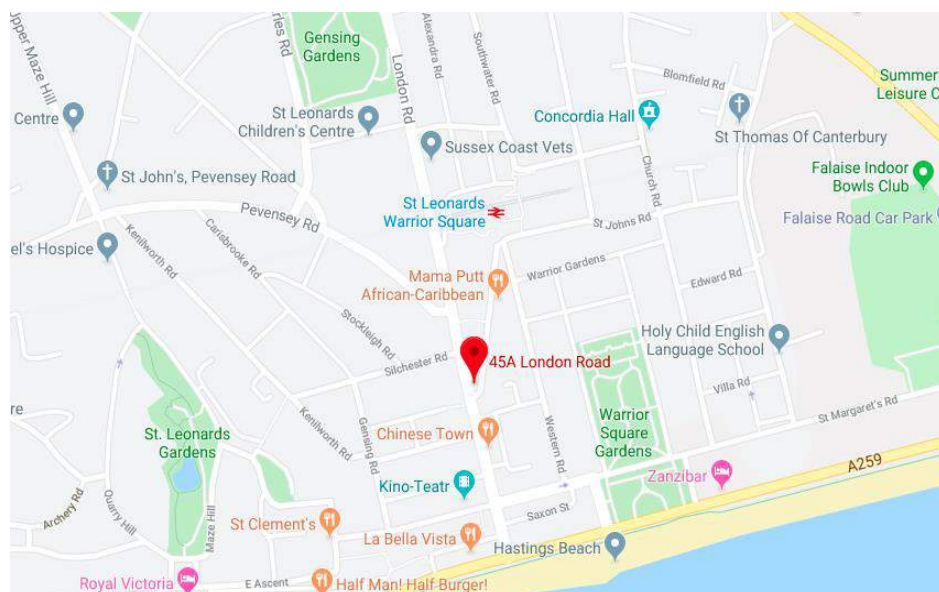 Upper Maze Hill
Charles Rd
Gensing
Gardens
London Rd
Alexandra Rd
Southwater Rd
Blomfield Rd
Summer
Leisure C
Centre
St Leonards
Children's Centre
Sussex Coast Vets
Concordia Hall
St Thomas Of Canterbury
St John's, Pevensey Road
Falaise Indoor
Bowls Club
Church Rd
St Leonards
Warrior Square
Pevensey Rd
St Johns Rd
Falaise Road Car Park
el's Hospice
Kenilworth Rd
Carisbrooke Rd
Mama Putt
African-Caribbean
Warrior Gardens
Edward Rd
Stockleigh Rd
Silchester Rd
45A London Road
Holy Child English
Language School
Villa Rd
St Margaret's Rd
re
St. Leonards
Gardens
Kenilworth Rd
Gensing Rd
Chinese Town
Western Rd
Warrior
Square
Gardens
A259
Zanzibar
Kino-Teatr
Archery Rd
Quarry Hill
Maze Hill
St Clement's
La Bella Vista
Saxon St
Hastings Beach
Royal Victoria
E Ascent
Half Man! Half Burger!